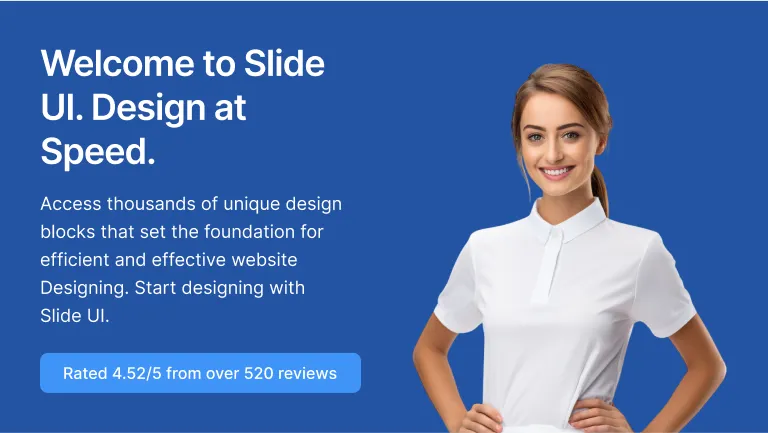 Welcome to Slide
UI. Design at
Speed.
Access thousands of unique design
blocks that set the foundation for
efficient and effective website
Designing. Start designing with
Slide UI.
Rated 4.52/5 from over 520 reviews